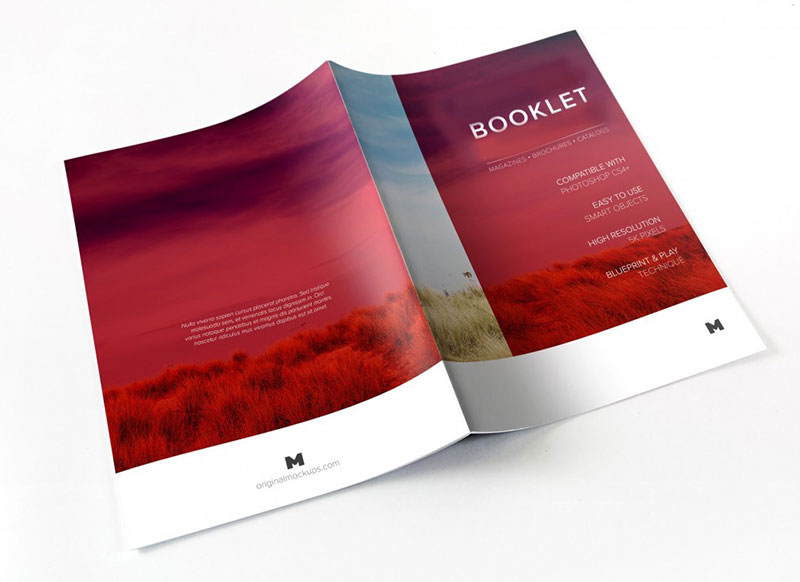 Nulla viverra sapien cursus placerat pharetra. Sed tristique
malesuada sem, et venenatis lacus dignissim in. Orci
varius natoque penatibus et magnis dis parturient montes,
nascetur ridiculus mus vivamus dapibus est sit amet
M
originalmockups.com
BOOKLET
MAGAZINES • BROCHURES • CATALOGS
COMPATIBLE WITH
PHOTOSHOP CS4+
EASY TO USE
SMART OBJECTS
HIGH RESOLUTION
5K PIXELS
BLUEPRINT & PLAY
TECHNIQUE
M